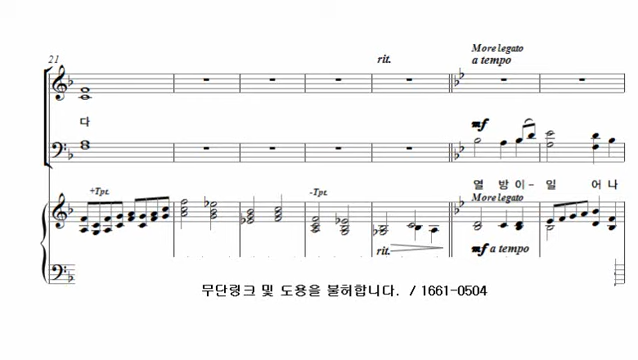 21
rit.
More legato
a tempo
다
mf
열 방 이- 일 어 나
+Tpt.
-Tpt.
More legato
rit.
mf a tempo
무단링크 및 도용을 불허합니다. / 1661-0504